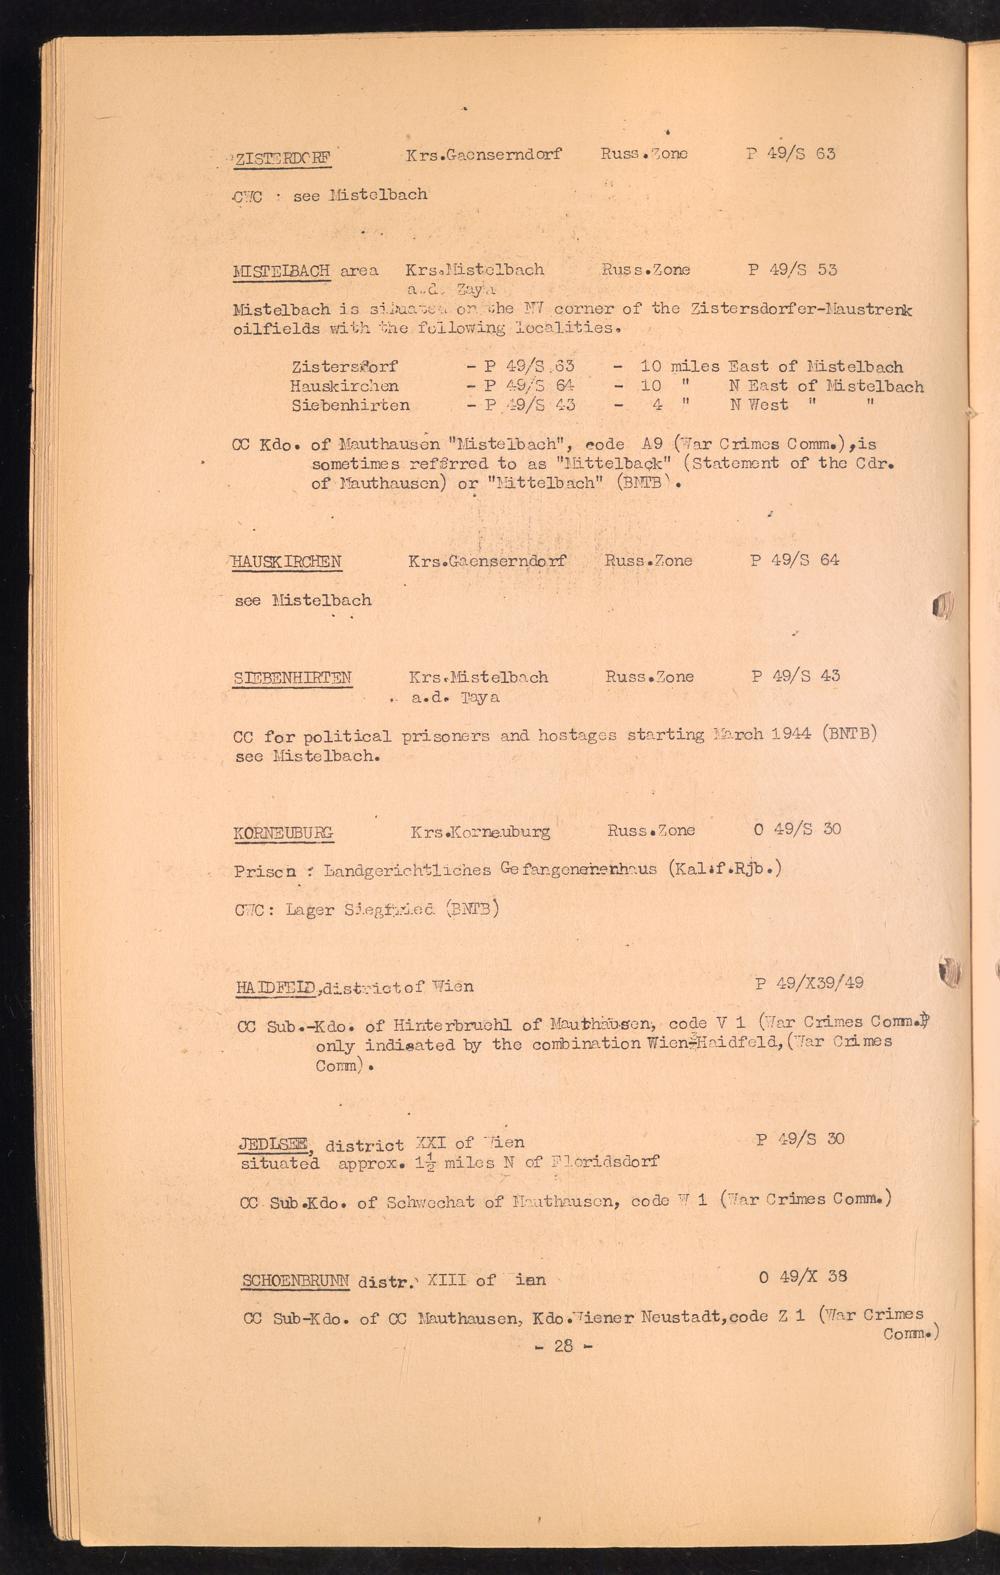 ZISTERDORF Krs.Gaenserndorf Russ.Zone P 49/S 63
CWC : see Mistelbach
MISTELBACH area Krs.Mistelbach Russ.Zone P 49/S 53
a.d. Zaya
Mistelbach is situated on the NW corner of the Zistersdorfer-Maustrenk
oilfields with the following localities.
Zistersdorf - P 49/S 63 - 10 miles East of Mistelbach
Hauskirchen - P 49/S 64 - 10 " N East of Mistelbach
Siebenhirten - P 49/S 43 - 4 " N West " "
CC Kdo. of Mauthausen "Mistelbach", code A9 (War Crimes Comm.),is
sometimes referred to as "Mittelback" (Statement of the Cdr.
of Mauthausen) or "Mittelbach" (BNTB).
HAUSKIRCHEN Krs.Gaenserndorf Russ.Zone P 49/S 64
see Mistelbach
SIEBENHIRTEN Krs.Mistelbach Russ.Zone P 49/S 43
a.d. Taya
CC for political prisoners and hostages starting March 1944 (BNTB)
see Mistelbach.
KORNEUBURG Krs.Korneuburg Russ.Zone O 49/S 30
Prison : Landgerichtliches Gefangenenenhaus (Kal.f.Rjb.)
CWC: Lager Siegfried (BNTB)
HAIDFELD,district of Wien P 49/X39/49
CC Sub.-Kdo. of Hinterbruehl of Mauthausen, code V 1 (War Crimes Comm.)
only indicated by the combination Wien-Haidfeld,(War Crimes
Comm).
JEDLSEE, district XXI of Wien P 49/S 30
situated approx. 1½ miles N of Floridsdorf
CC Sub.Kdo. of Schwechat of Mauthausen, code W 1 (War Crimes Comm.)
SCHOENBRUNN distr. XIII of Wien O 49/X 38
CC Sub-Kdo. of CC Mauthausen, Kdo.Wiener Neustadt,code Z 1 (War Crimes
Comm.)
- 28 -